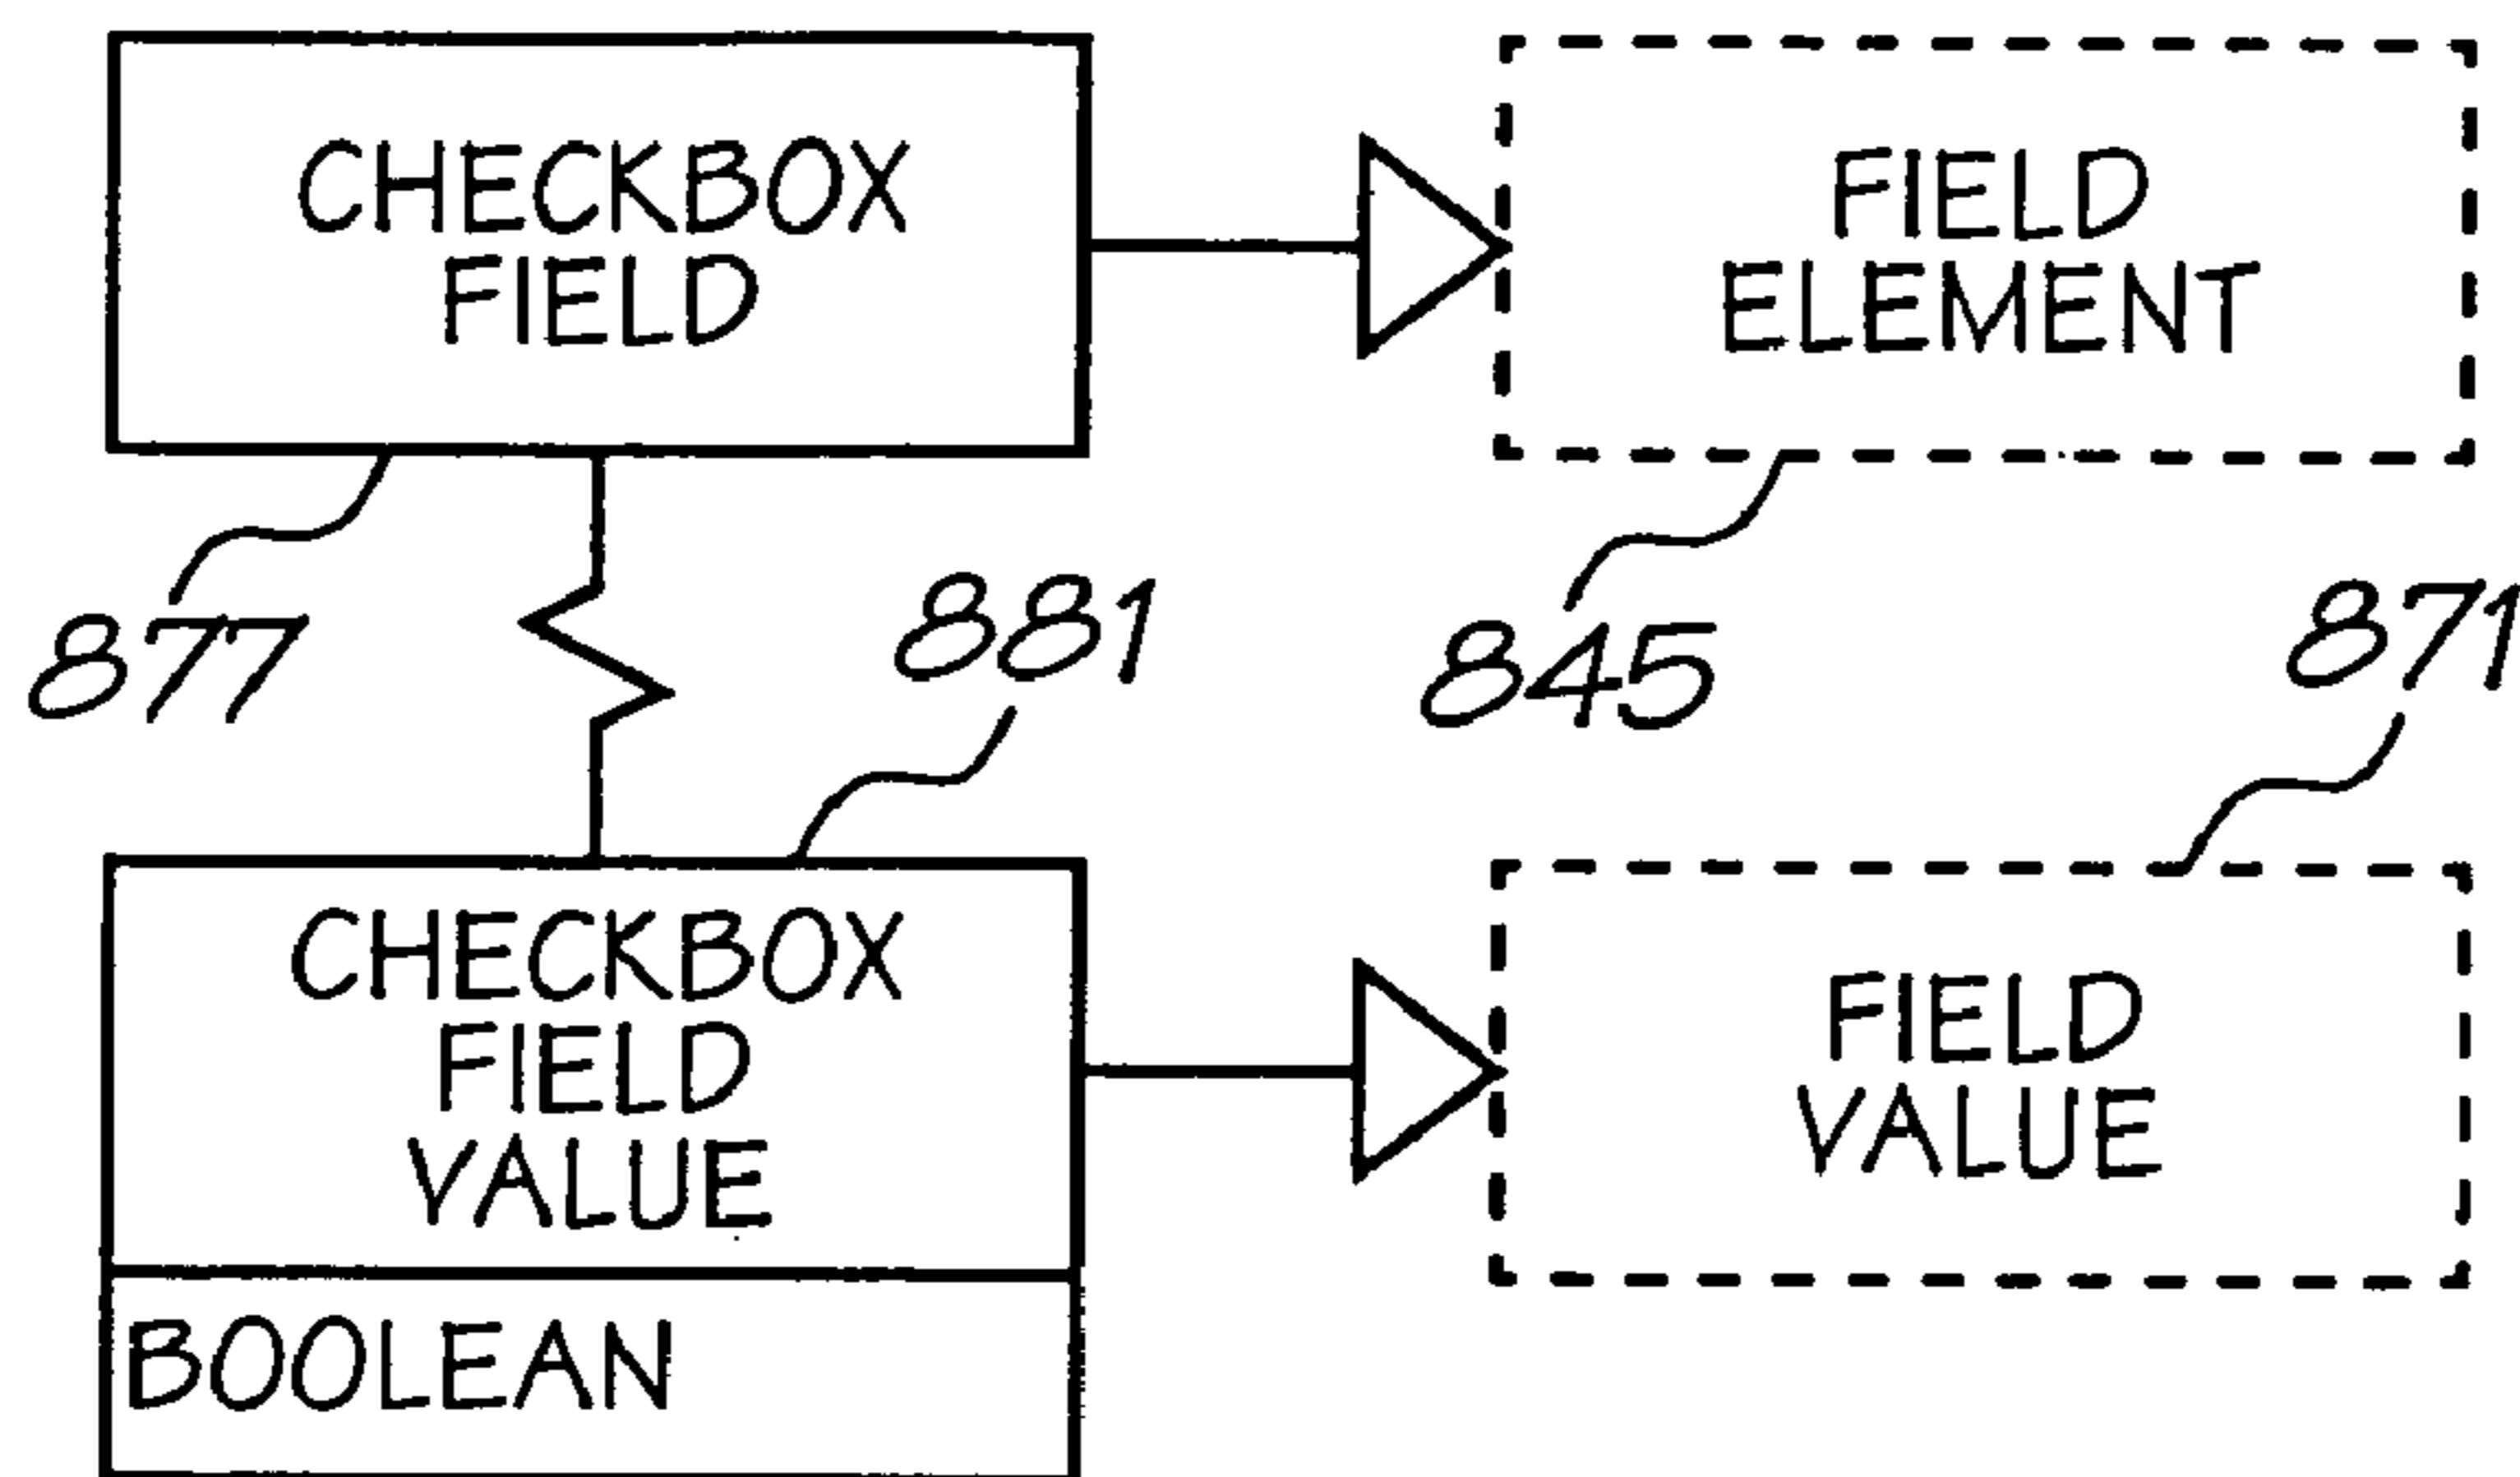 CHECKBOX
FIELD
FIELD
ELEMENT
877
881
845
871
CHECKBOX
FIELD
VALUE
FIELD
VALUE
BOOLEAN